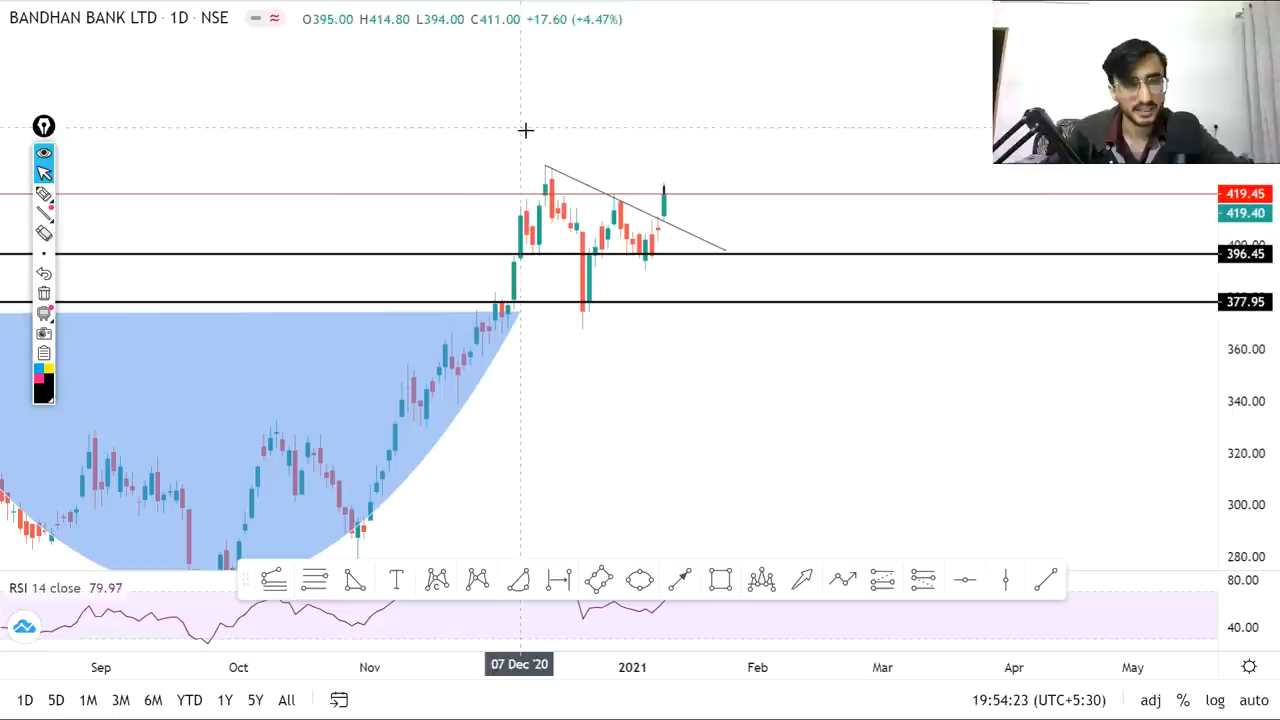 BANDHAN BANK LTD · 1D · NSE O395.00 H414.80 L394.00 C411.00 +17.60 (+4.47%)
419.45
419.40
396.45
377.95
360.00
340.00
320.00
300.00
280.00
RSI 14 close 79.97
80.00
40.00
Sep Oct Nov 07 Dec '20 2021 Feb Mar Apr May
1D 5D 1M 3M 6M YTD 1Y 5Y All 19:54:23 (UTC+5:30) adj % log auto